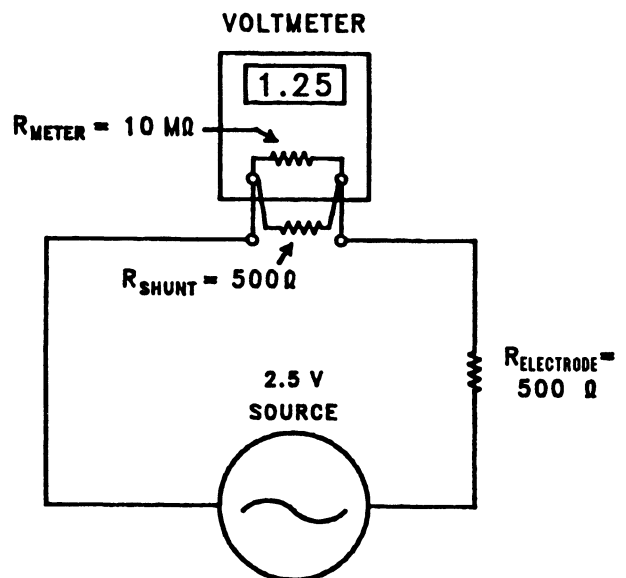 VOLTMETER
1.25
RMETER = 10 MΩ
RSHUNT = 500Ω
RELECTRODE=
500 Ω
2.5 V
SOURCE